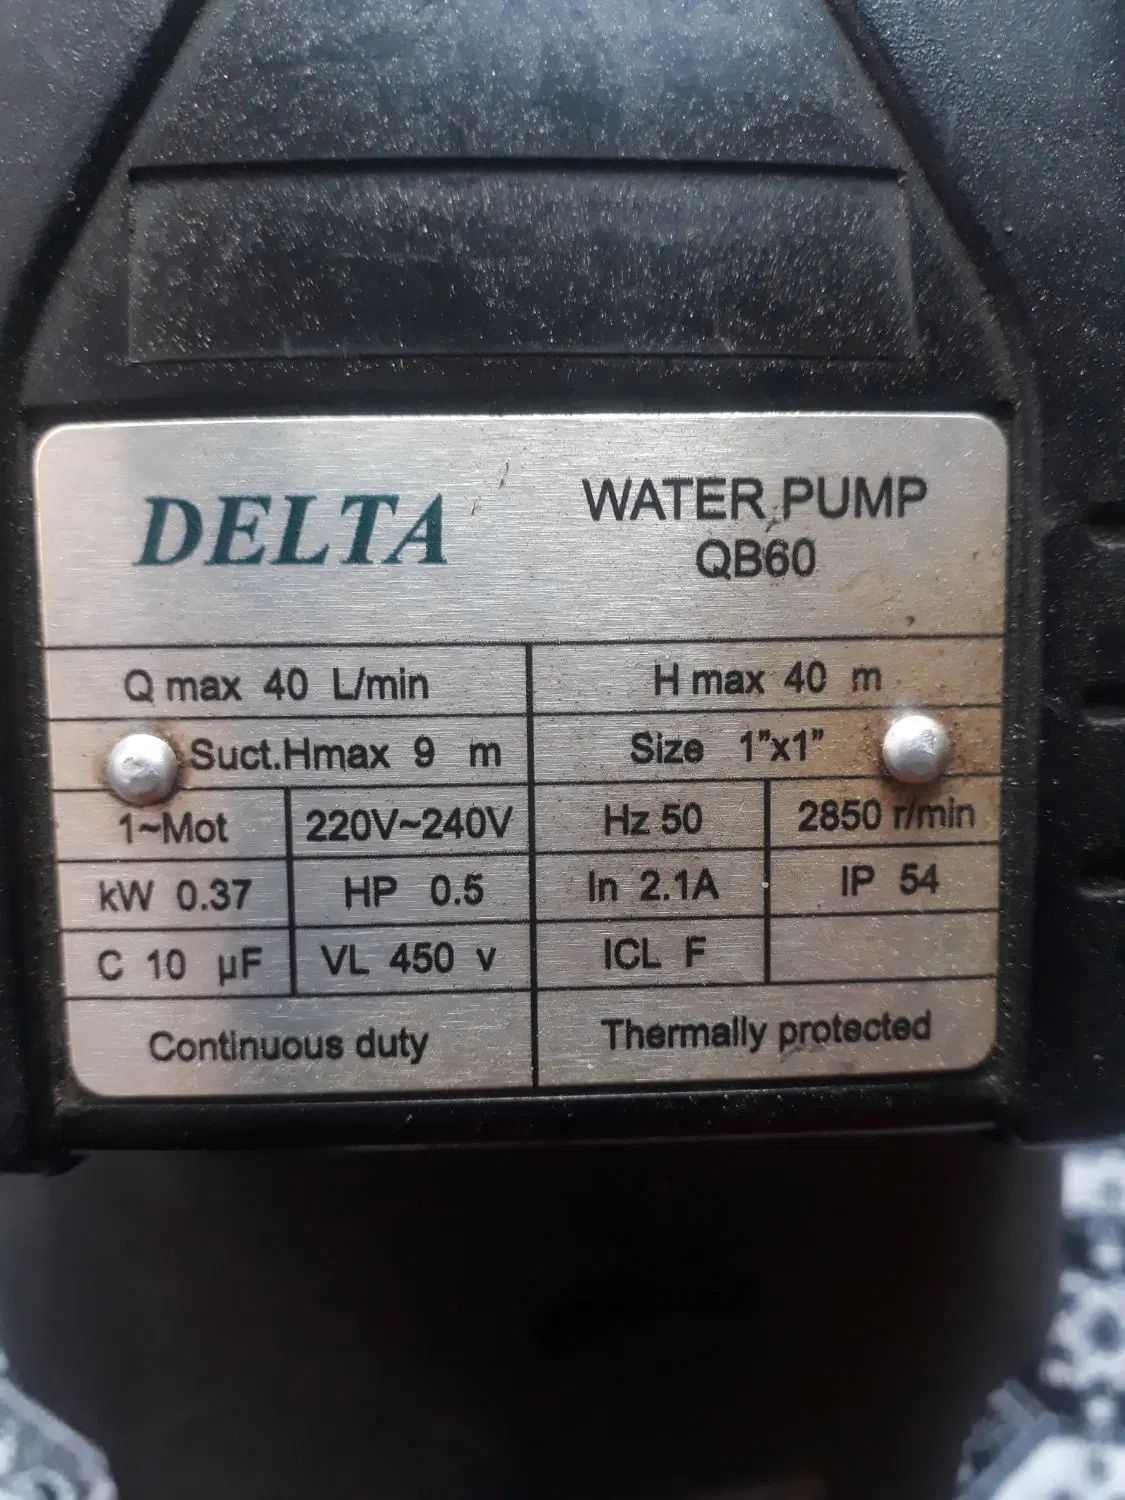 DELTA
WATER PUMP
QB60
Q max 40 L/min
H max 40 m
Suct.Hmax 9 m
Size 1"x1"
1~Mot
220V~240V
Hz 50
2850 r/min
kW 0.37
HP 0.5
In 2.1A
IP 54
C 10 µF
VL 450 v
ICL F
Continuous duty
Thermally protected